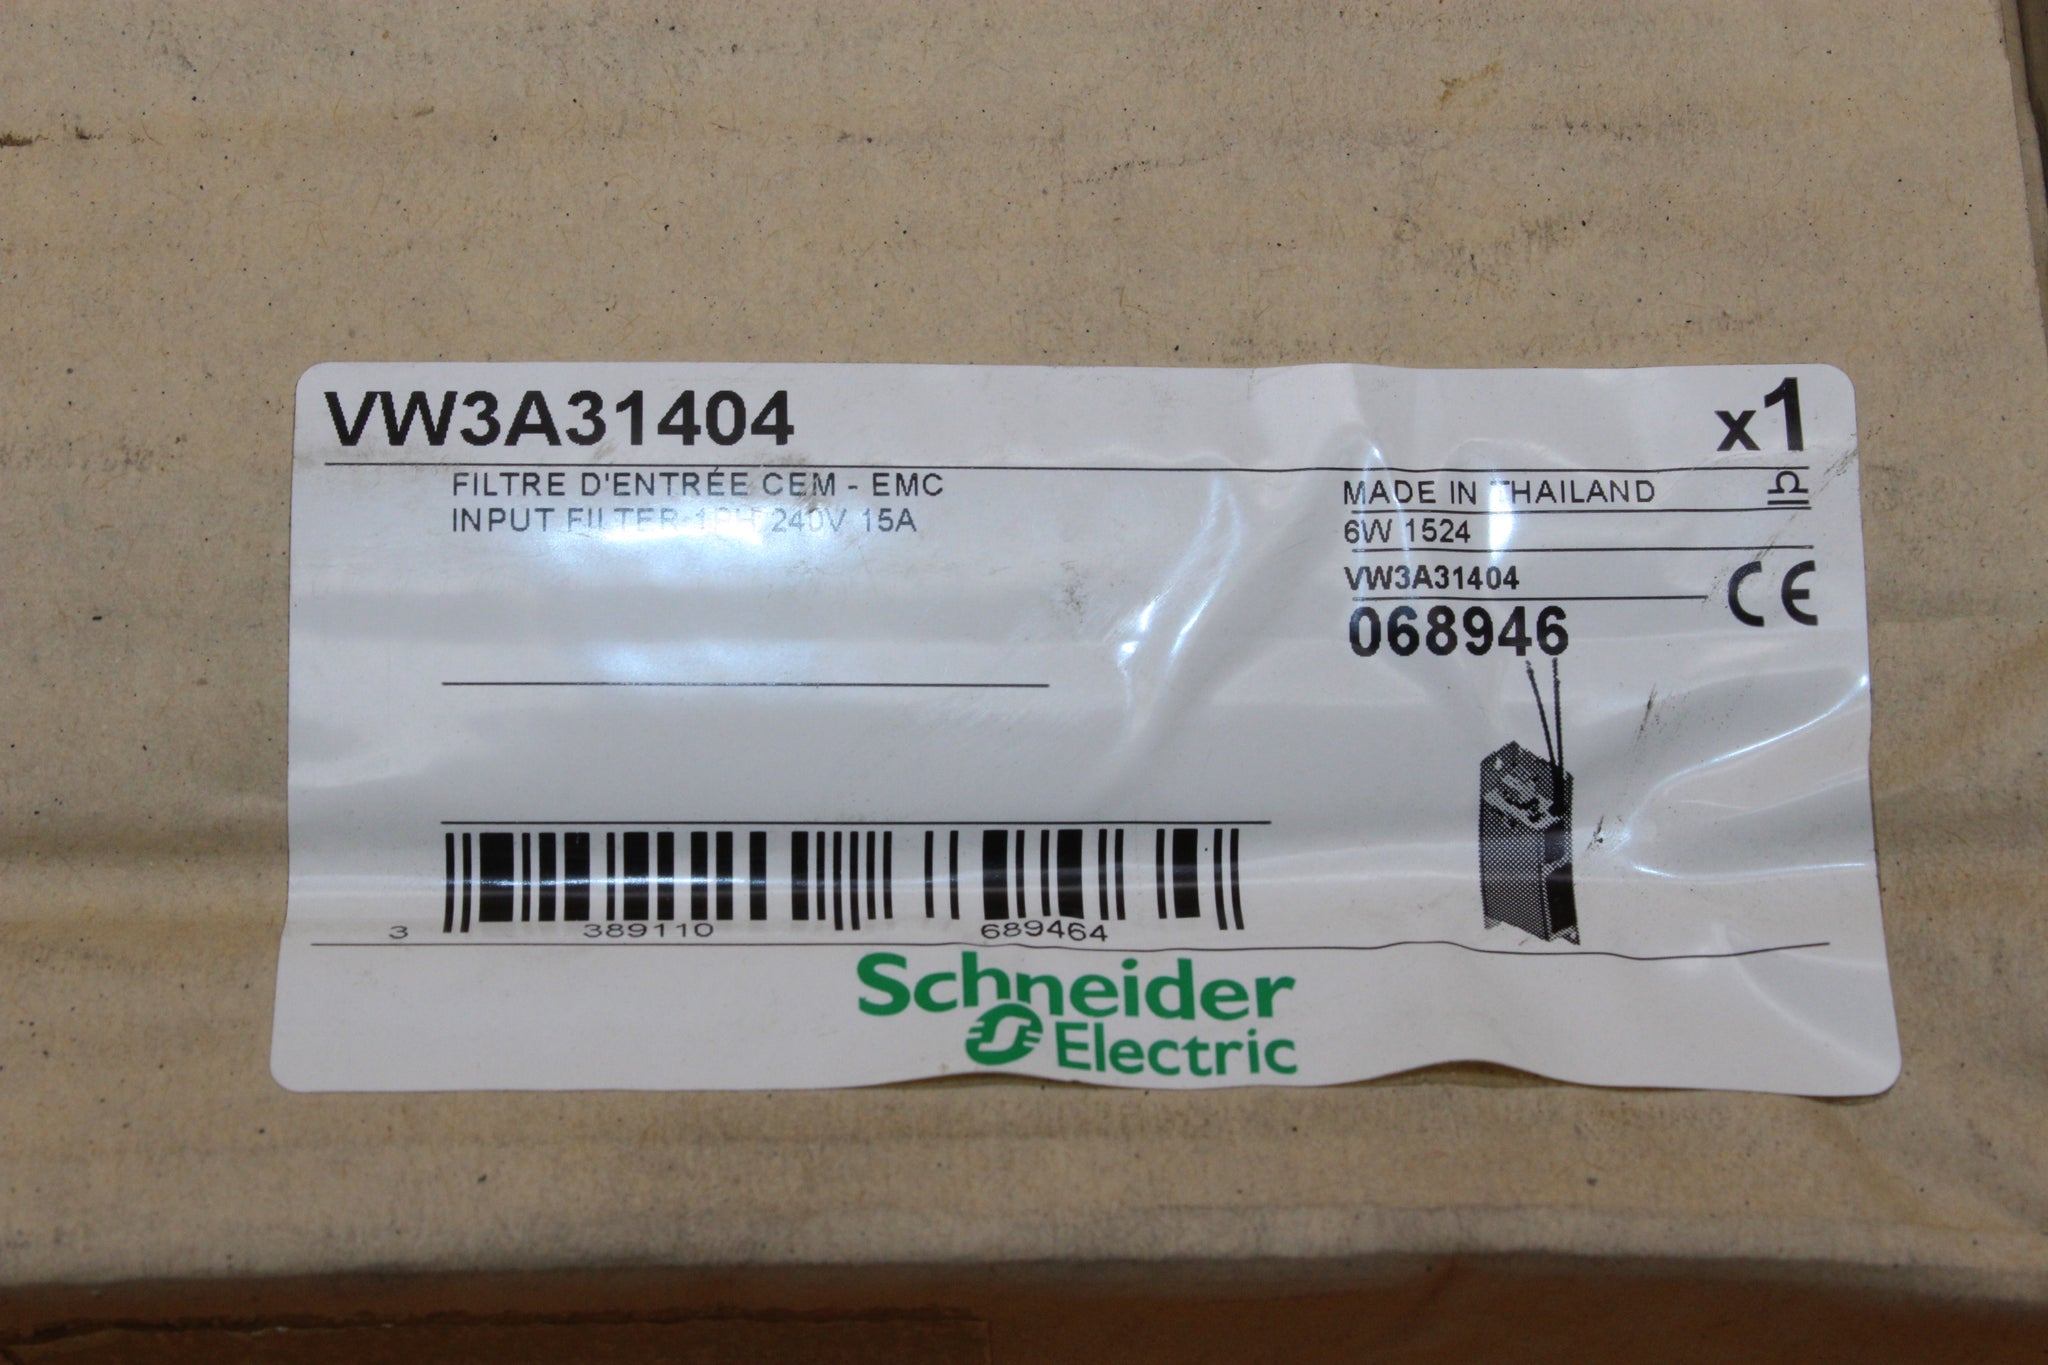 VW3A31404 x1
FILTRE D'ENTRÉE CEM - EMC
INPUT FILTER 1PH 240V 15A
MADE IN THAILAND
6W 1524
VW3A31404
CE
068946
3 389110 689464
Schneider
Electric